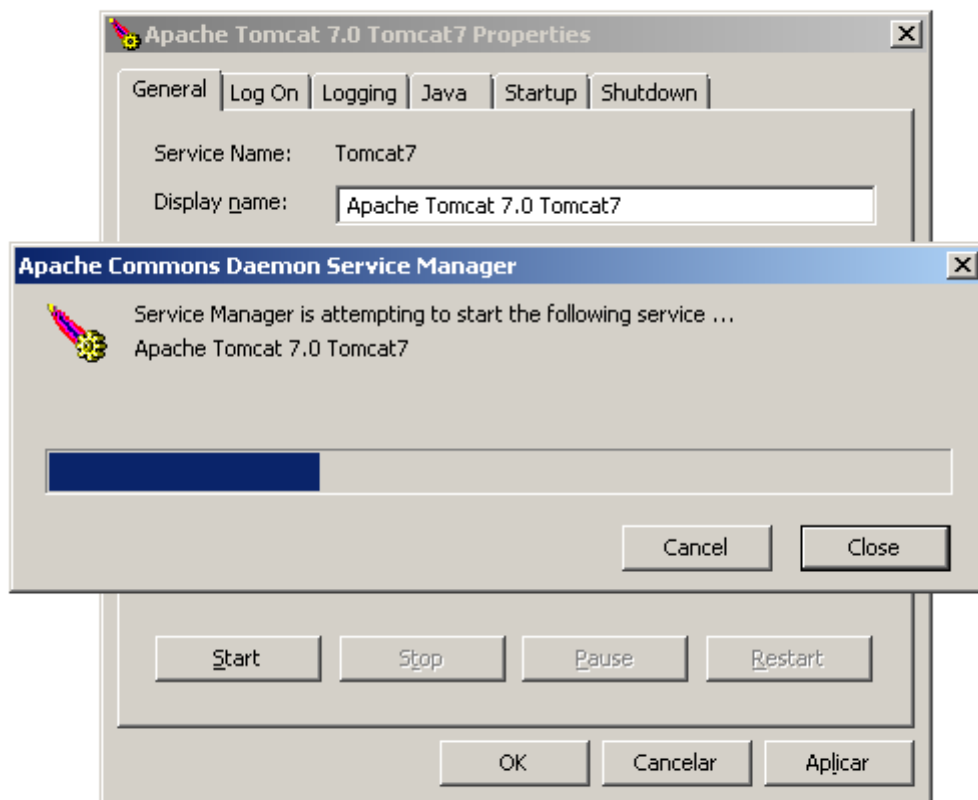 Apache Tomcat 7.0 Tomcat7 Properties
General Log On Logging Java Startup Shutdown
Service Name: Tomcat7
Display name: Apache Tomcat 7.0 Tomcat7
Apache Commons Daemon Service Manager
Service Manager is attempting to start the following service ...
Apache Tomcat 7.0 Tomcat7
Cancel Close
Start Stop Pause Restart
OK Cancelar Aplicar